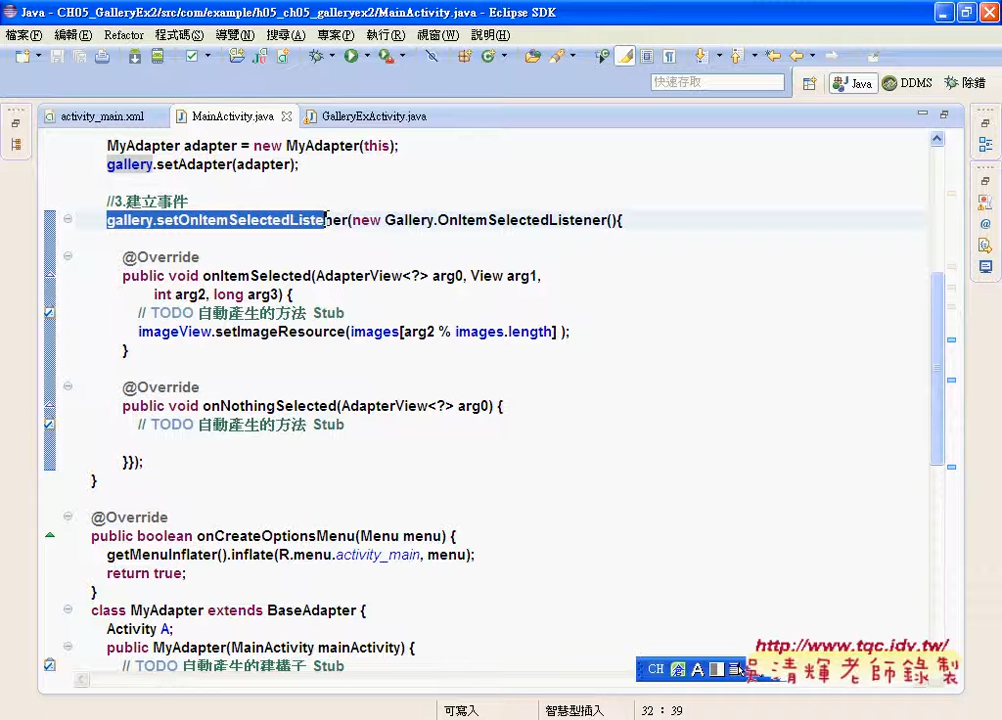 Java - CH05_GalleryEx2/src/com/example/h05_ch05_galleryex2/MainActivity.java - Eclipse SDK
檔案(F) 編輯(E) Refactor 程式碼(S) 導覽(N) 搜尋(A) 專案(P) 執行(R) 視窗(W) 說明(H)
快速存取 Java DDMS 除錯
activity_main.xml MainActivity.java GalleryExActivity.java
MyAdapter adapter = new MyAdapter(this);
gallery.setAdapter(adapter);
//3.建立事件
gallery.setOnItemSelectedListener(new Gallery.OnItemSelectedListener(){
@Override
public void onItemSelected(AdapterView<?> arg0, View arg1,
int arg2, long arg3) {
// TODO 自動產生的方法 Stub
imageView.setImageResource(images[arg2 % images.length] );
}
@Override
public void onNothingSelected(AdapterView<?> arg0) {
// TODO 自動產生的方法 Stub
}});
}
@Override
public boolean onCreateOptionsMenu(Menu menu) {
getMenuInflater().inflate(R.menu.activity_main, menu);
return true;
}
class MyAdapter extends BaseAdapter {
Activity A;
public MyAdapter(MainActivity mainActivity) {
// TODO 自動產生的建構子 Stub
http://www.tqc.idv.tw/
CH A 吳清輝老師錄製
可寫入 智慧型插入 32 : 39